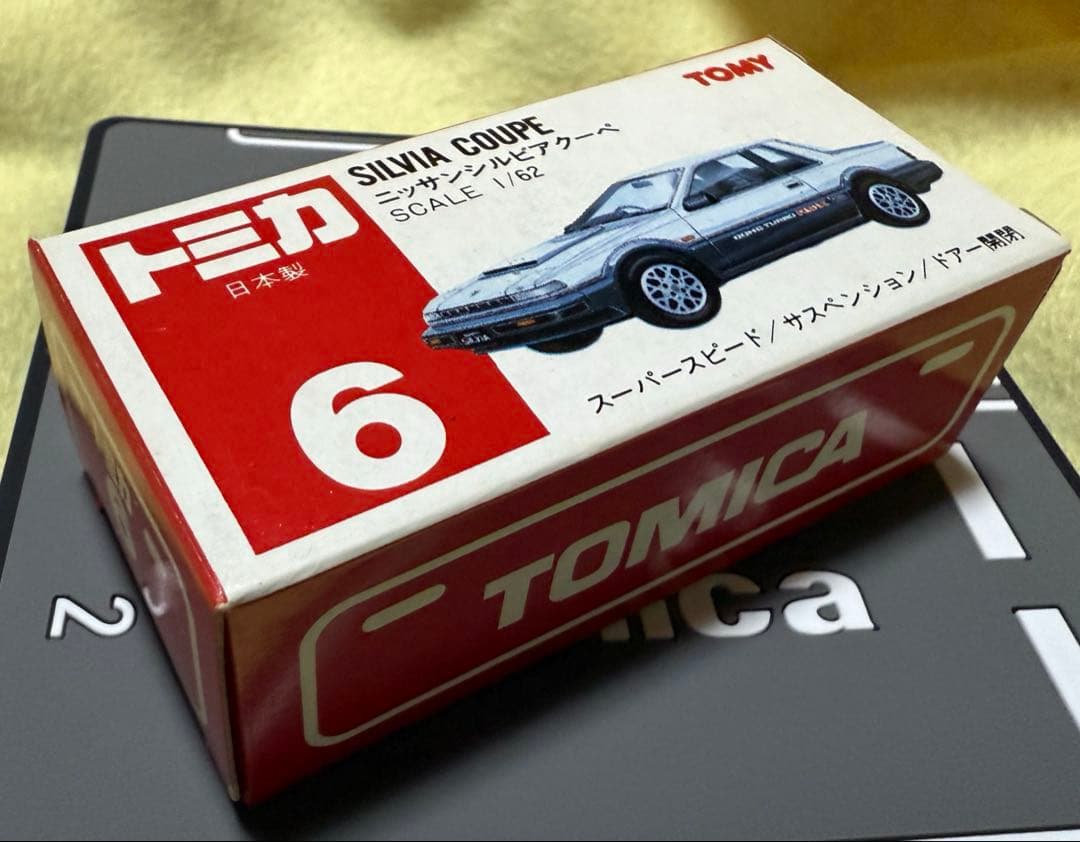 TOMY
SILVIA COUPE
ニッサンシルビアクーペ
SCALE 1/62
トミカ
日本製
6
スーパースピード/サスペンション/ドアー開閉
TOMICA
2
ica